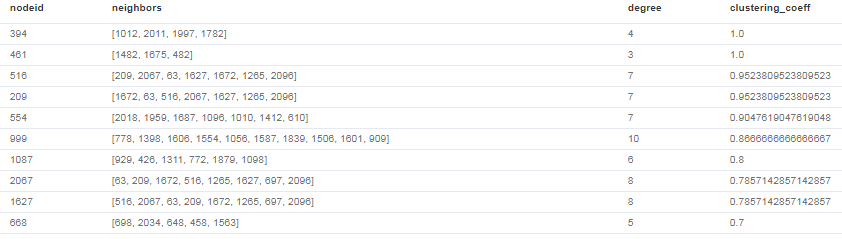 nodeid neighbors degree clustering_coeff
394 [1012, 2011, 1997, 1782] 4 1.0
461 [1482, 1675, 482] 3 1.0
516 [209, 2067, 63, 1627, 1672, 1265, 2096] 7 0.9523809523809523
209 [1672, 63, 516, 2067, 1627, 1265, 2096] 7 0.9523809523809523
554 [2018, 1959, 1687, 1096, 1010, 1412, 610] 7 0.9047619047619048
999 [778, 1398, 1606, 1554, 1056, 1587, 1839, 1506, 1601, 909] 10 0.8666666666666667
1087 [929, 426, 1311, 772, 1879, 1098] 6 0.8
2067 [63, 209, 1672, 516, 1265, 1627, 697, 2096] 8 0.7857142857142857
1627 [516, 2067, 63, 209, 1672, 1265, 697, 2096] 8 0.7857142857142857
668 [698, 2034, 648, 458, 1563] 5 0.7